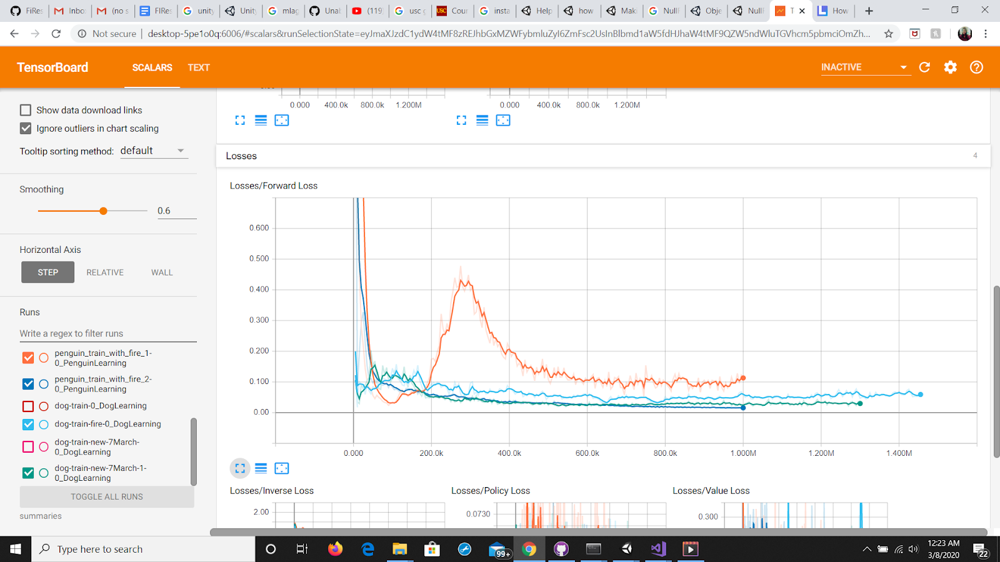 FiRes
Inbo
(no s
FIRes
unity
Unity
mlag
Unab
(119)
usc g
USC
Cour
insta
Help
how
Maki
Null
Obje
Null
T
How
Not secure
desktop-5pe1o0q:6006/#scalars&runSelectionState=
TensorBoard
SCALARS
TEXT
INACTIVE
Show data download links
Ignore outliers in chart scaling
Tooltip sorting method: default
Smoothing
0.6
Horizontal Axis
STEP
RELATIVE
WALL
Runs
Write a regex to filter runs
penguin_train_with_fire_1-
0_PenguinLearning
penguin_train_with_fire_2-
0_PenguinLearning
dog-train-0_DogLearning
dog-train-fire-0_DogLearning
dog-train-new-7March-
0_DogLearning
dog-train-new-7March-1-
0_DogLearning
TOGGLE ALL RUNS
summaries
0.000 400.0k 800.0k 1.200M
0.000 400.0k 800.0k 1.200M
Losses
4
Losses/Forward Loss
0.600
0.500
0.400
0.300
0.200
0.100
0.00
0.000 200.0k 400.0k 600.0k 800.0k 1.000M 1.200M 1.400M
Losses/Inverse Loss
2.00
Losses/Policy Loss
0.0730
Losses/Value Loss
0.300
Type here to search
99+
12:23 AM
3/8/2020
22